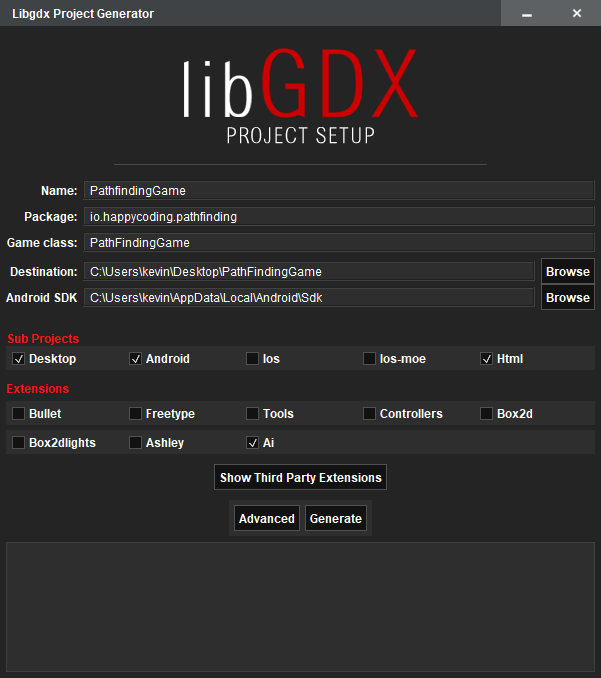 Libgdx Project Generator
libGDX
PROJECT SETUP
Name: PathfindingGame
Package: io.happycoding.pathfinding
Game class: PathFindingGame
Destination: C:\Users\kevin\Desktop\PathFindingGame Browse
Android SDK C:\Users\kevin\AppData\Local\Android\Sdk Browse
Sub Projects
Desktop Android Ios Ios-moe Html
Extensions
Bullet Freetype Tools Controllers Box2d
Box2dlights Ashley Ai
Show Third Party Extensions
Advanced Generate